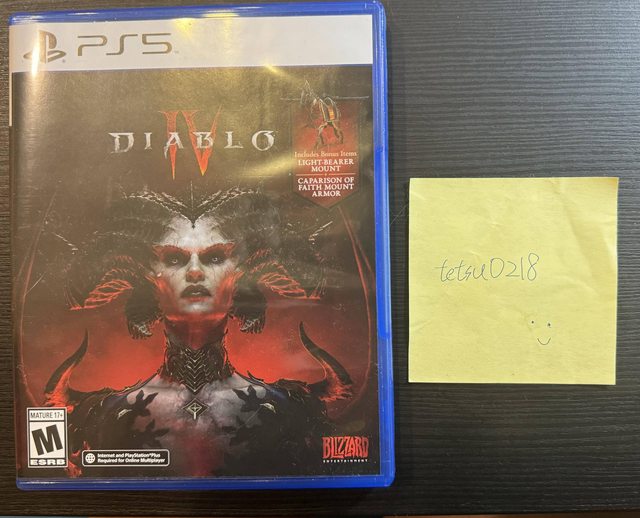 PS5
DIABLO
IV
Includes Bonus Items
LIGHT-BEARER
MOUNT
CAPARISON OF
FAITH MOUNT
ARMOR
MATURE 17+
M
ESRB
Internet and PlayStation®Plus
Required for Online Multiplayer
BLIZZARD
ENTERTAINMENT
tetsu0218